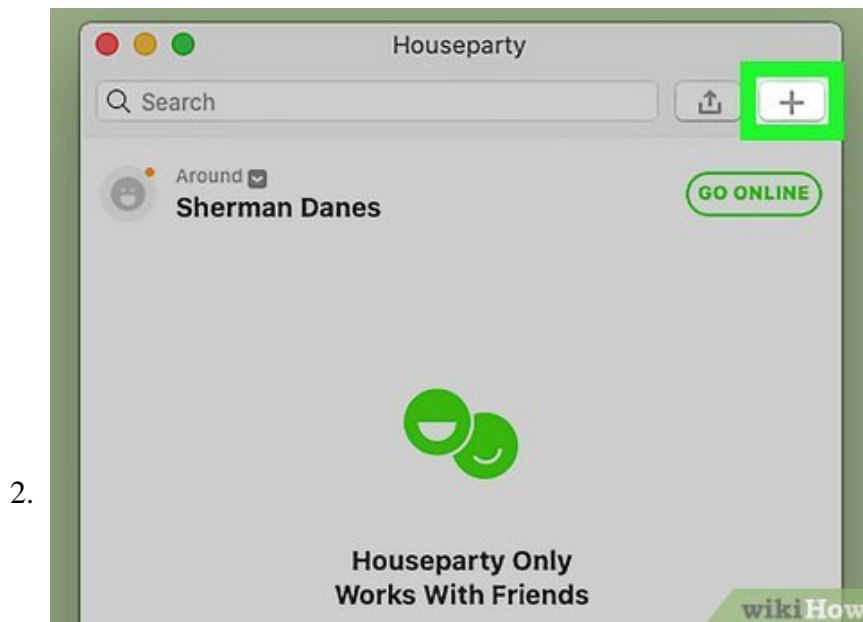 Houseparty
Search
Around
Sherman Danes
GO ONLINE
2.
Houseparty Only
Works With Friends
wikiHow